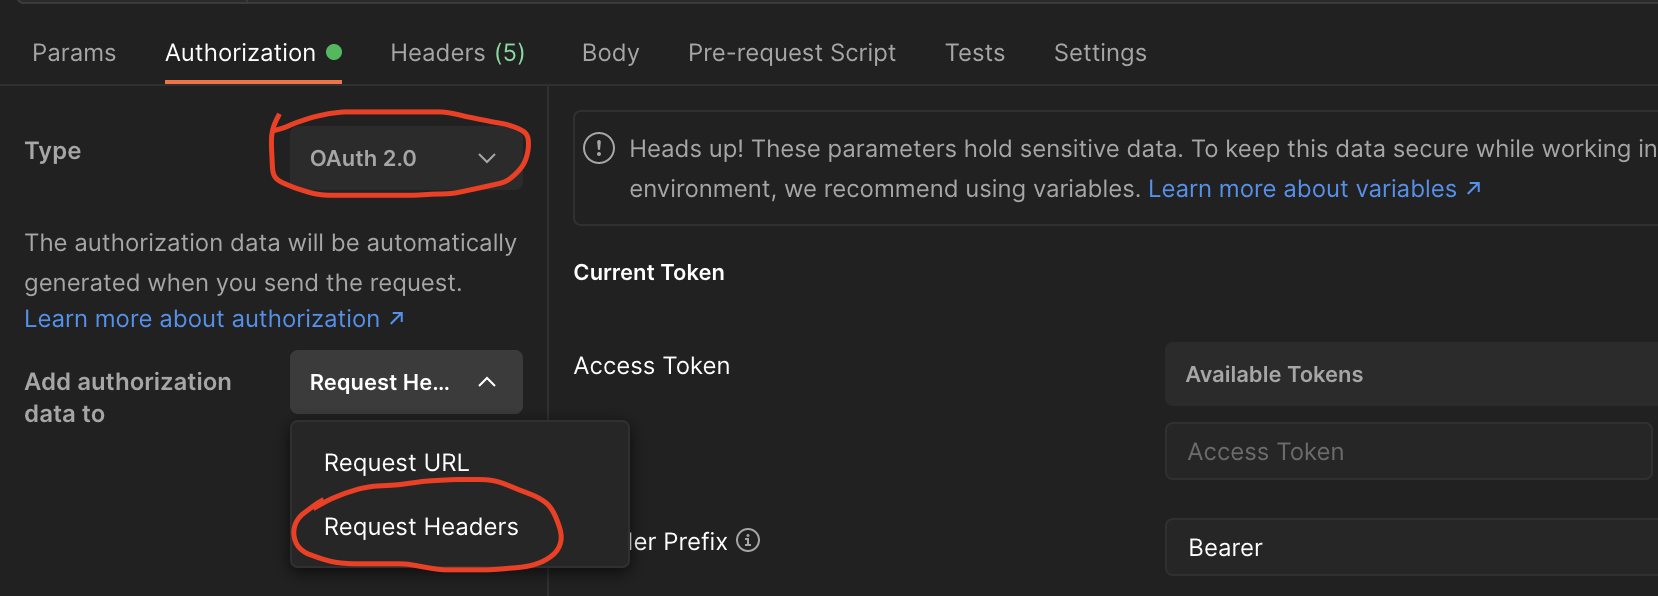 Params
Authorization
Headers (5)
Body
Pre-request Script
Tests
Settings
Type
OAuth 2.0
The authorization data will be automatically
generated when you send the request.
Learn more about authorization ↗
Add authorization
data to
Request He...
Request URL
Request Headers
Heads up! These parameters hold sensitive data. To keep this data secure while working in
environment, we recommend using variables. Learn more about variables ↗
Current Token
Access Token
Available Tokens
Access Token
der Prefix
Bearer